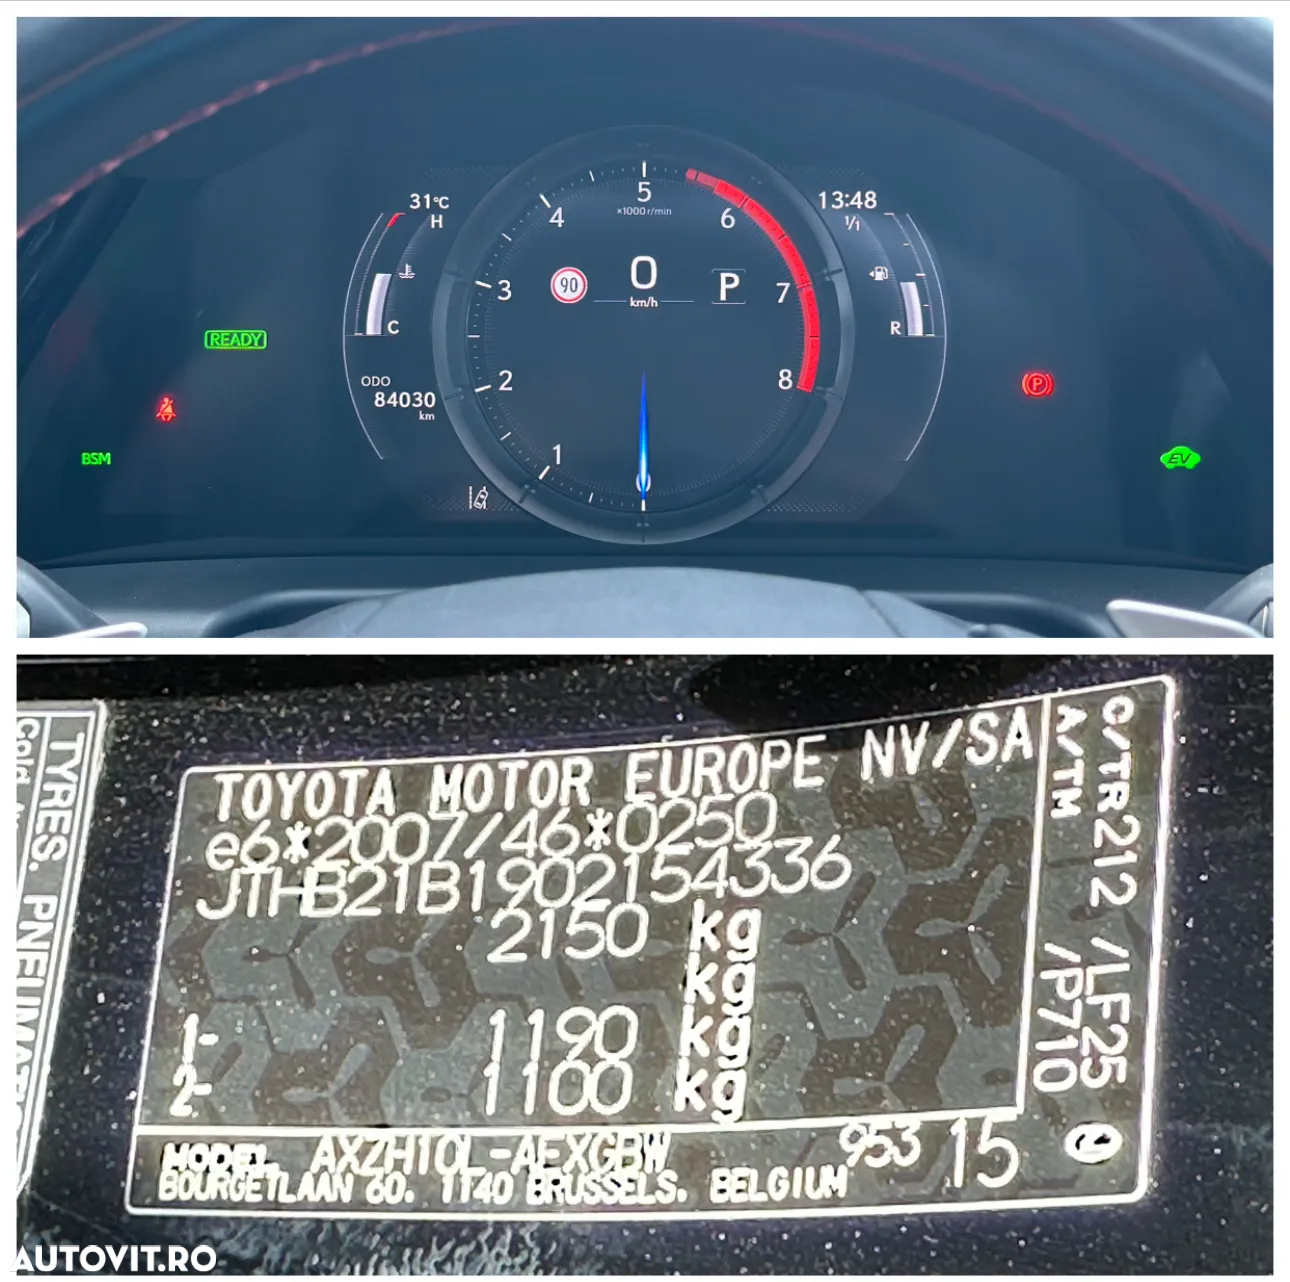 31°C
H
5
×1000 r/min
4
6
13:48
1/1
90
0
km/h
P
3
7
C
R
READY
ODO
84030
km
2
8
P
BSM
1
EV
TYRES. PNEUMATIC
Cold
TOYOTA MOTOR EUROPE NV/SA
e6*2007/46*0250
JTHB21B1902154336
2150 kg
kg
1- 1190 kg
2- 1100 kg
C/TR212 /LF25
A/TM /P710
MODEL AXZH10L-AEXGBW 953 15
BOURGETLAAN 60. 1140 BRUSSELS. BELGIUM
AUTOVIT.RO